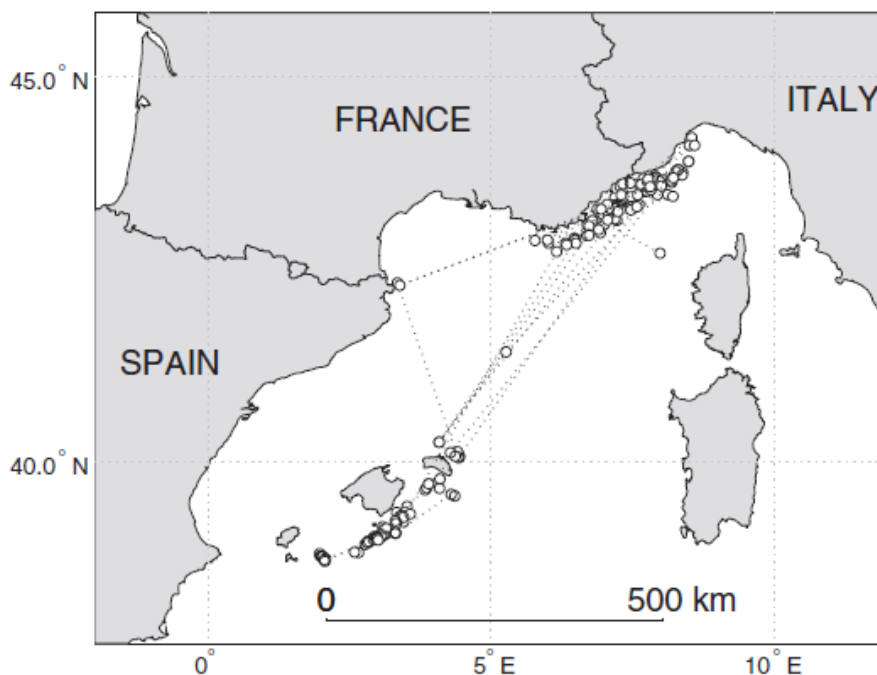 45.0° N
FRANCE
ITALY
SPAIN
40.0° N
0 500 km
0° 5° E 10° E